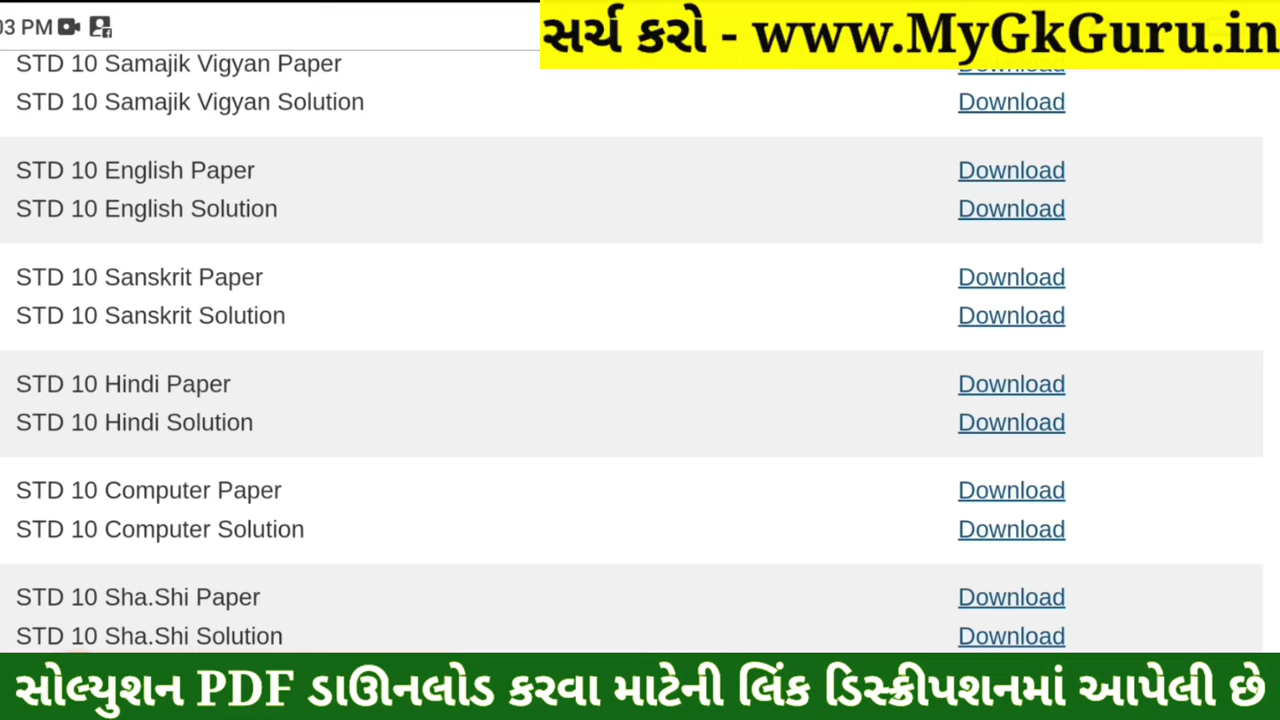 03 PM
સર્ચ કરો - www.MyGkGuru.in
STD 10 Samajik Vigyan Paper Download
STD 10 Samajik Vigyan Solution Download
STD 10 English Paper Download
STD 10 English Solution Download
STD 10 Sanskrit Paper Download
STD 10 Sanskrit Solution Download
STD 10 Hindi Paper Download
STD 10 Hindi Solution Download
STD 10 Computer Paper Download
STD 10 Computer Solution Download
STD 10 Sha.Shi Paper Download
STD 10 Sha.Shi Solution Download
સોલ્યુશન PDF ડાઊનલોડ કરવા માટેની લિંક ડિસ્ક્રીપશનમાં આપેલી છે